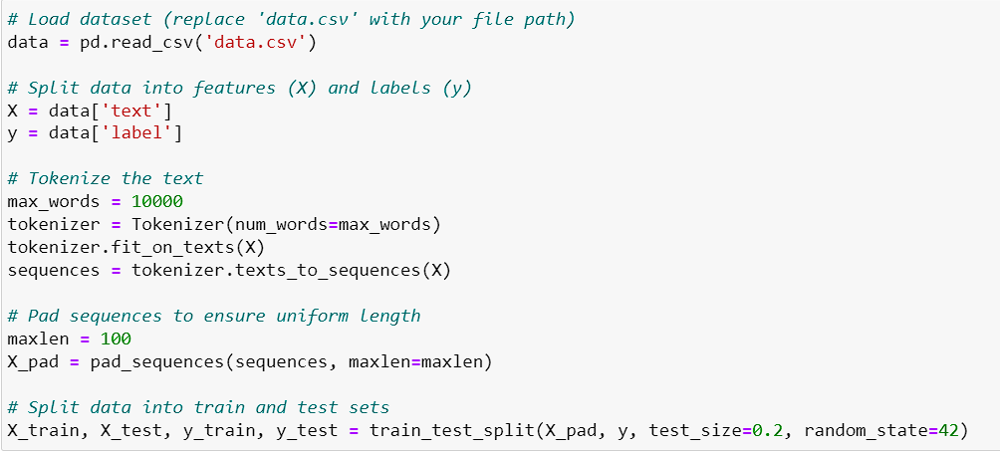 # Load dataset (replace 'data.csv' with your file path)
data = pd.read_csv('data.csv')
# Split data into features (X) and labels (y)
X = data['text']
y = data['label']
# Tokenize the text
max_words = 10000
tokenizer = Tokenizer(num_words=max_words)
tokenizer.fit_on_texts(X)
sequences = tokenizer.texts_to_sequences(X)
# Pad sequences to ensure uniform length
maxlen = 100
X_pad = pad_sequences(sequences, maxlen=maxlen)
# Split data into train and test sets
X_train, X_test, y_train, y_test = train_test_split(X_pad, y, test_size=0.2, random_state=42)